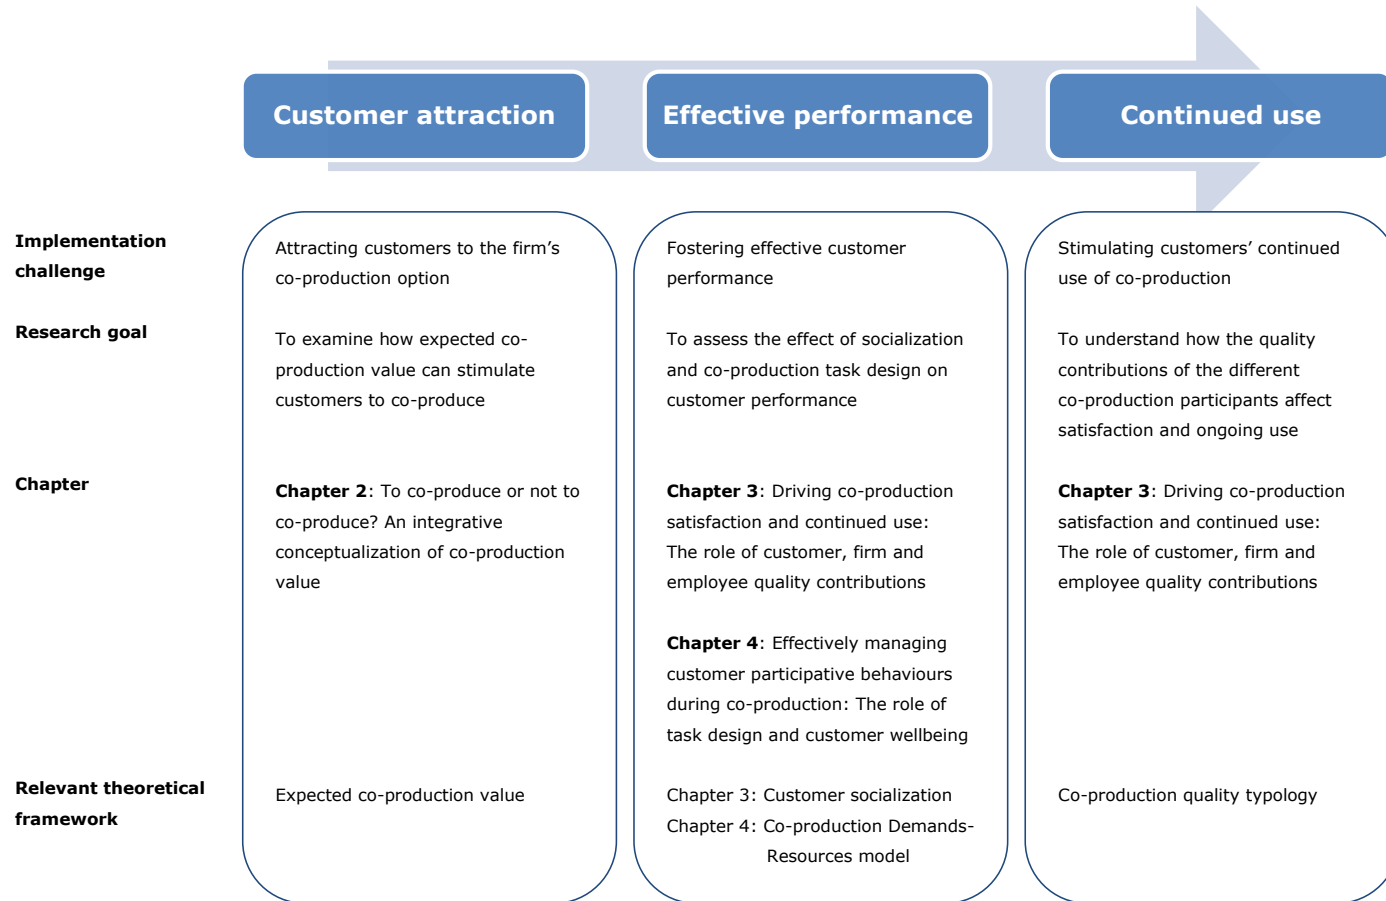 Customer attraction
Effective performance
Continued use
Implementation
challenge
Attracting customers to the firm’s
co-production option
Fostering effective customer
performance
Stimulating customers’ continued
use of co-production
Research goal
To examine how expected co-
production value can stimulate
customers to co-produce
To assess the effect of socialization
and co-production task design on
customer performance
To understand how the quality
contributions of the different
co-production participants affect
satisfaction and ongoing use
Chapter
Chapter 2: To co-produce or not to
co-produce? An integrative
conceptualization of co-production
value
Chapter 3: Driving co-production
satisfaction and continued use:
The role of customer, firm and
employee quality contributions
Chapter 4: Effectively managing
customer participative behaviours
during co-production: The role of
task design and customer wellbeing
Chapter 3: Driving co-production
satisfaction and continued use:
The role of customer, firm and
employee quality contributions
Relevant theoretical
framework
Expected co-production value
Chapter 3: Customer socialization
Chapter 4: Co-production Demands-
Resources model
Co-production quality typology